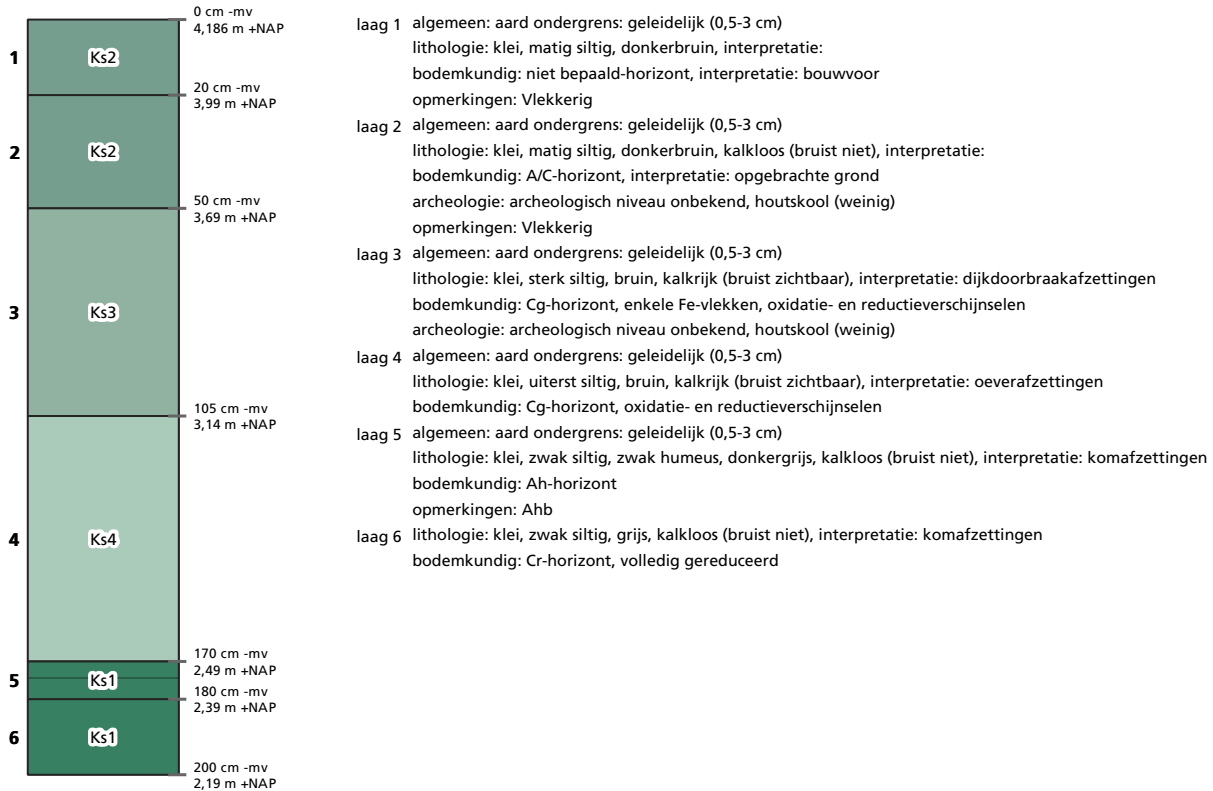 0 cm -mv
4,186 m +NAP
1
Ks2
20 cm -mv
3,99 m +NAP
2
Ks2
50 cm -mv
3,69 m +NAP
3
Ks3
105 cm -mv
3,14 m +NAP
4
Ks4
170 cm -mv
2,49 m +NAP
5
Ks1
180 cm -mv
2,39 m +NAP
6
Ks1
200 cm -mv
2,19 m +NAP
laag 1 algemeen: aard ondergrens: geleidelijk (0,5-3 cm)
lithologie: klei, matig siltig, donkerbruin, interpretatie:
bodemkundig: niet bepaald-horizont, interpretatie: bouwvoor
opmerkingen: Vlekkerig
laag 2 algemeen: aard ondergrens: geleidelijk (0,5-3 cm)
lithologie: klei, matig siltig, donkerbruin, kalkloos (bruist niet), interpretatie:
bodemkundig: A/C-horizont, interpretatie: opgebrachte grond
archeologie: archeologisch niveau onbekend, houtskool (weinig)
opmerkingen: Vlekkerig
laag 3 algemeen: aard ondergrens: geleidelijk (0,5-3 cm)
lithologie: klei, sterk siltig, bruin, kalkrijk (bruist zichtbaar), interpretatie: dijkdoorbraakafzettingen
bodemkundig: Cg-horizont, enkele Fe-vlekken, oxidatie- en reductieverschijnselen
archeologie: archeologisch niveau onbekend, houtskool (weinig)
laag 4 algemeen: aard ondergrens: geleidelijk (0,5-3 cm)
lithologie: klei, uiterst siltig, bruin, kalkrijk (bruist zichtbaar), interpretatie: oeverafzettingen
bodemkundig: Cg-horizont, oxidatie- en reductieverschijnselen
laag 5 algemeen: aard ondergrens: geleidelijk (0,5-3 cm)
lithologie: klei, zwak siltig, zwak humeus, donkergrijs, kalkloos (bruist niet), interpretatie: komafzettingen
bodemkundig: Ah-horizont
opmerkingen: Ahb
laag 6 lithologie: klei, zwak siltig, grijs, kalkloos (bruist niet), interpretatie: komafzettingen
bodemkundig: Cr-horizont, volledig gereduceerd